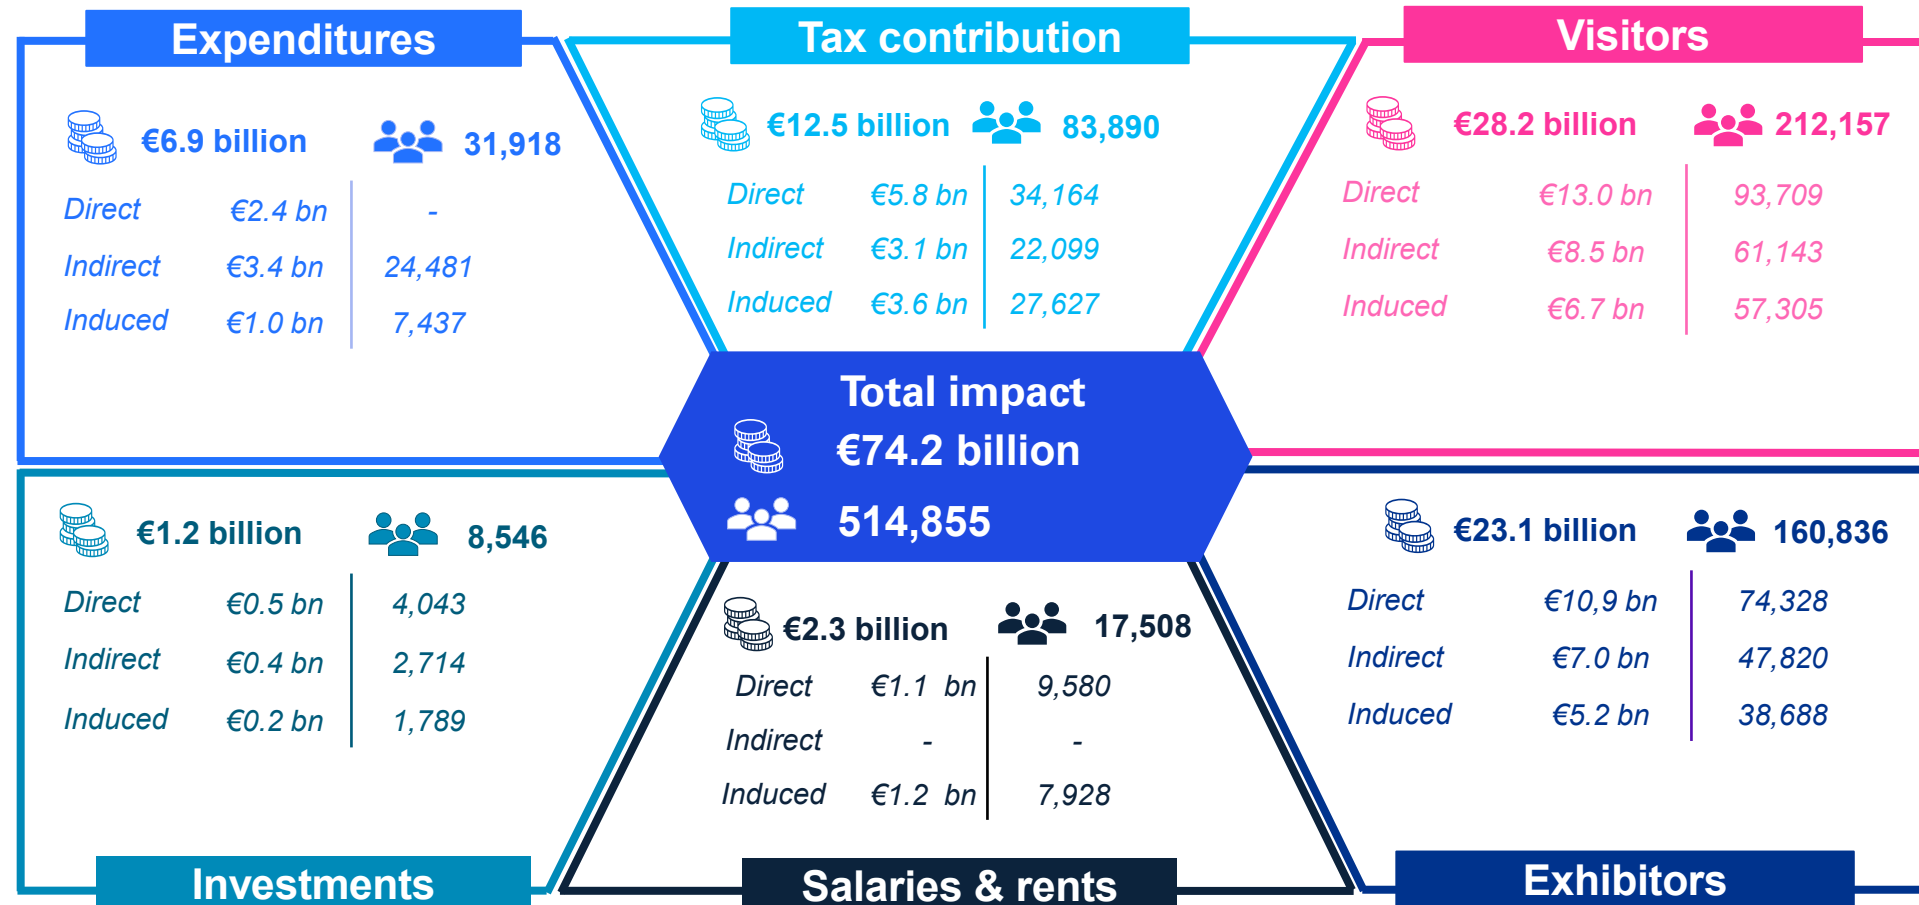 Expenditures
€6.9 billion 31,918
Direct €2.4 bn -
Indirect €3.4 bn 24,481
Induced €1.0 bn 7,437
Tax contribution
€12.5 billion 83,890
Direct €5.8 bn 34,164
Indirect €3.1 bn 22,099
Induced €3.6 bn 27,627
Visitors
€28.2 billion 212,157
Direct €13.0 bn 93,709
Indirect €8.5 bn 61,143
Induced €6.7 bn 57,305
Total impact
€74.2 billion
514,855
€1.2 billion 8,546
Direct €0.5 bn 4,043
Indirect €0.4 bn 2,714
Induced €0.2 bn 1,789
Investments
€2.3 billion 17,508
Direct €1.1 bn 9,580
Indirect - -
Induced €1.2 bn 7,928
Salaries & rents
€23.1 billion 160,836
Direct €10,9 bn 74,328
Indirect €7.0 bn 47,820
Induced €5.2 bn 38,688
Exhibitors